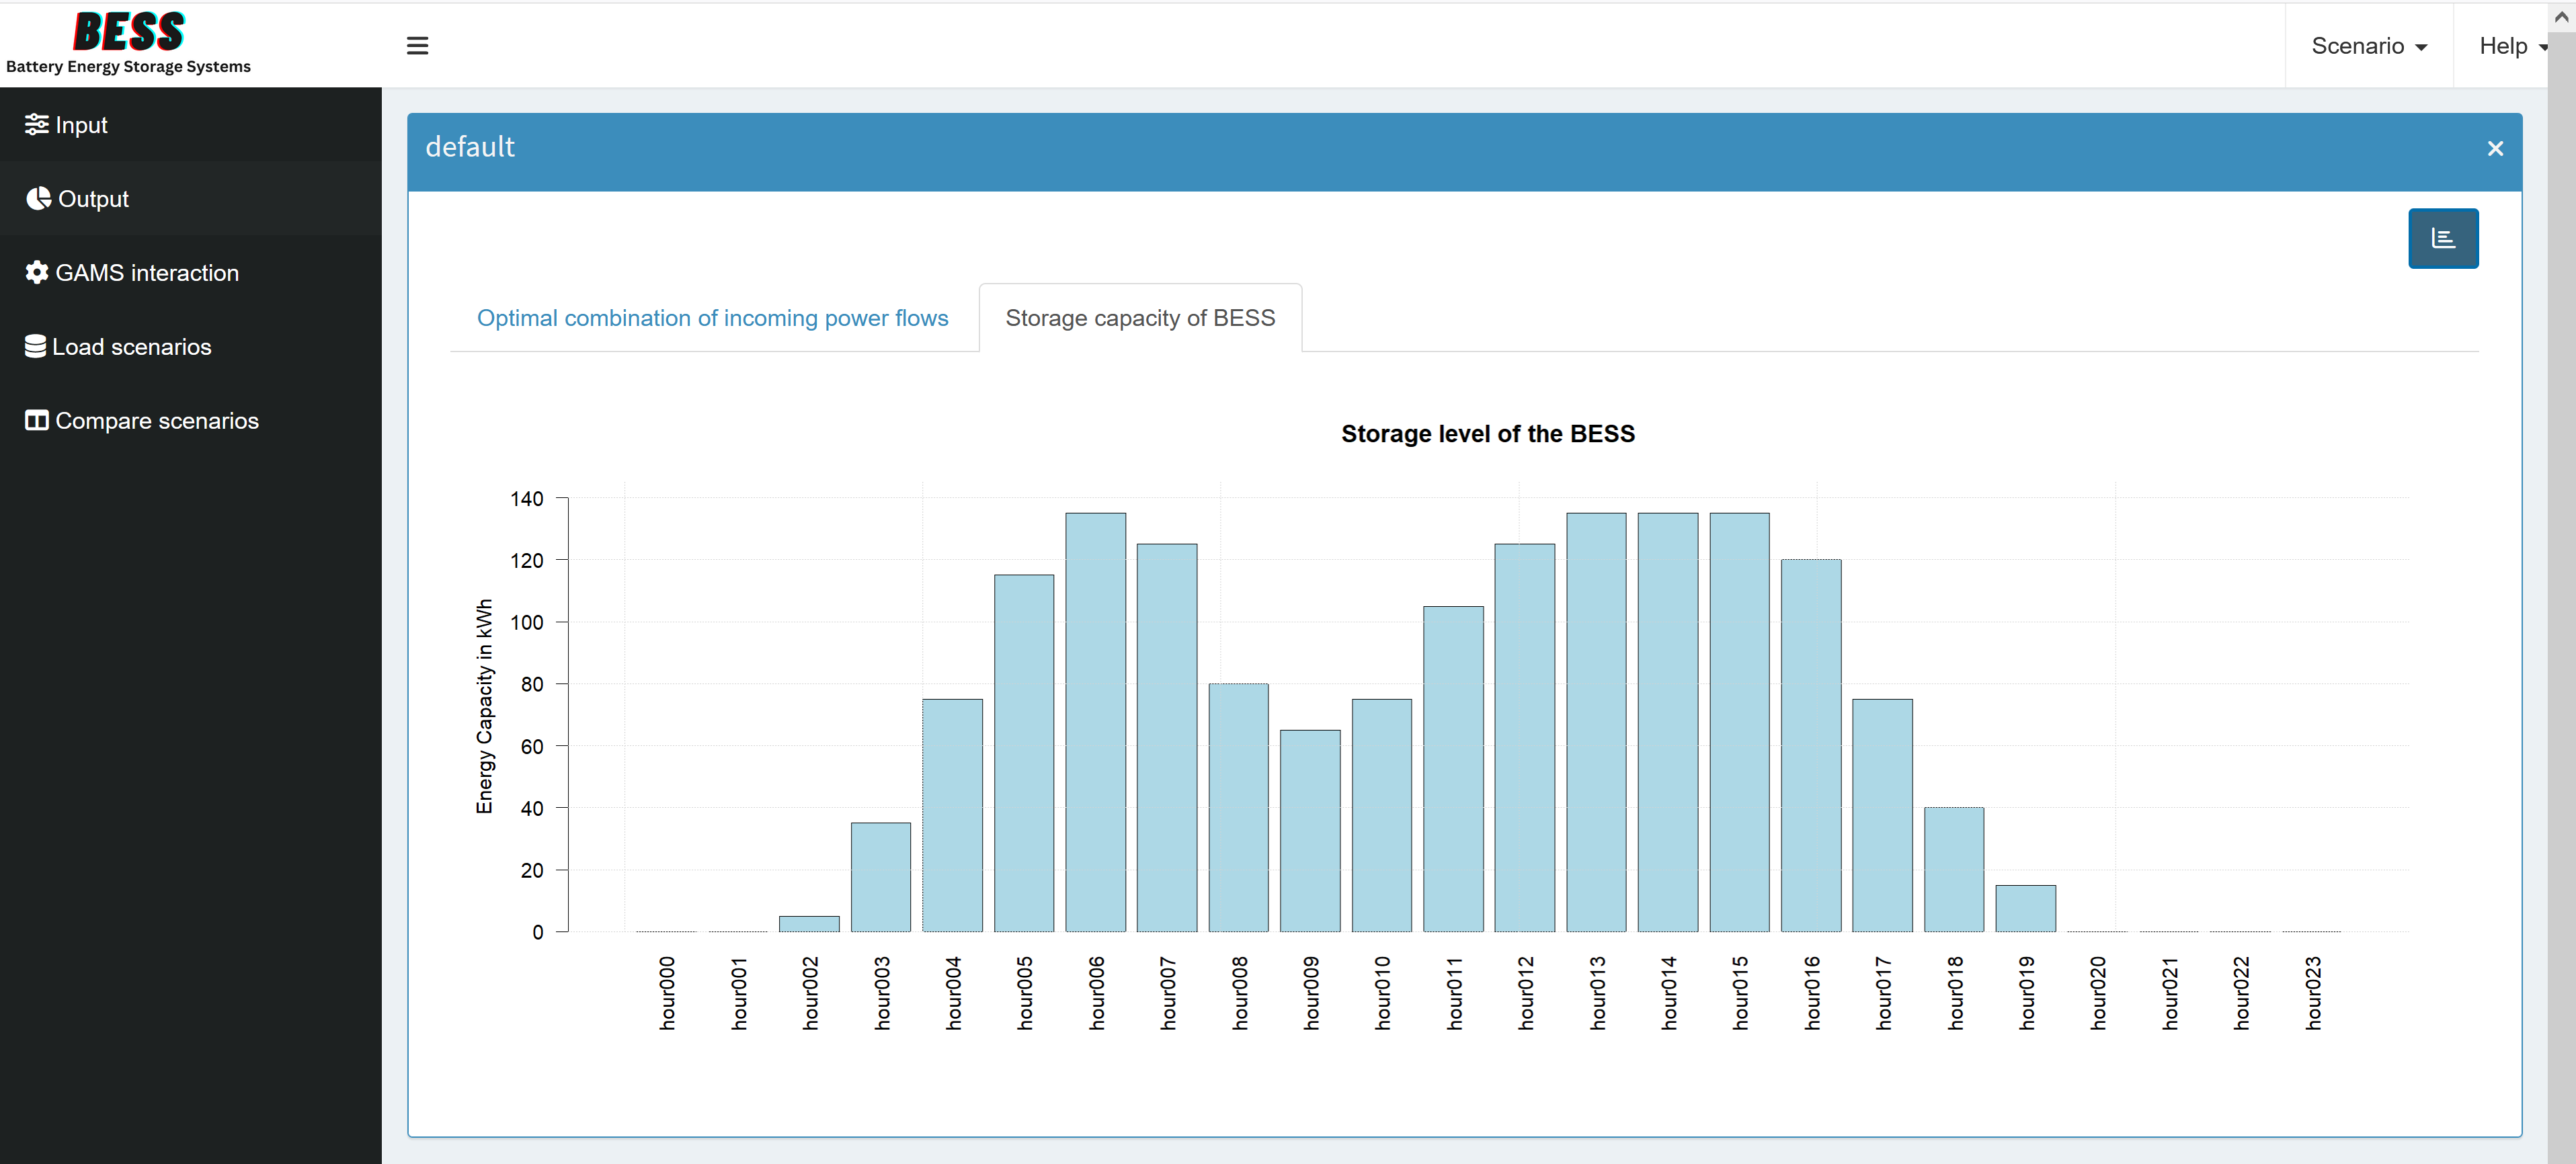 BESS
Battery Energy Storage Systems
Scenario
Help
Input
Output
GAMS interaction
Load scenarios
Compare scenarios
default
Optimal combination of incoming power flows
Storage capacity of BESS
Storage level of the BESS
Energy Capacity in kWh
140
120
100
80
60
40
20
0
hour000
hour001
hour002
hour003
hour004
hour005
hour006
hour007
hour008
hour009
hour010
hour011
hour012
hour013
hour014
hour015
hour016
hour017
hour018
hour019
hour020
hour021
hour022
hour023